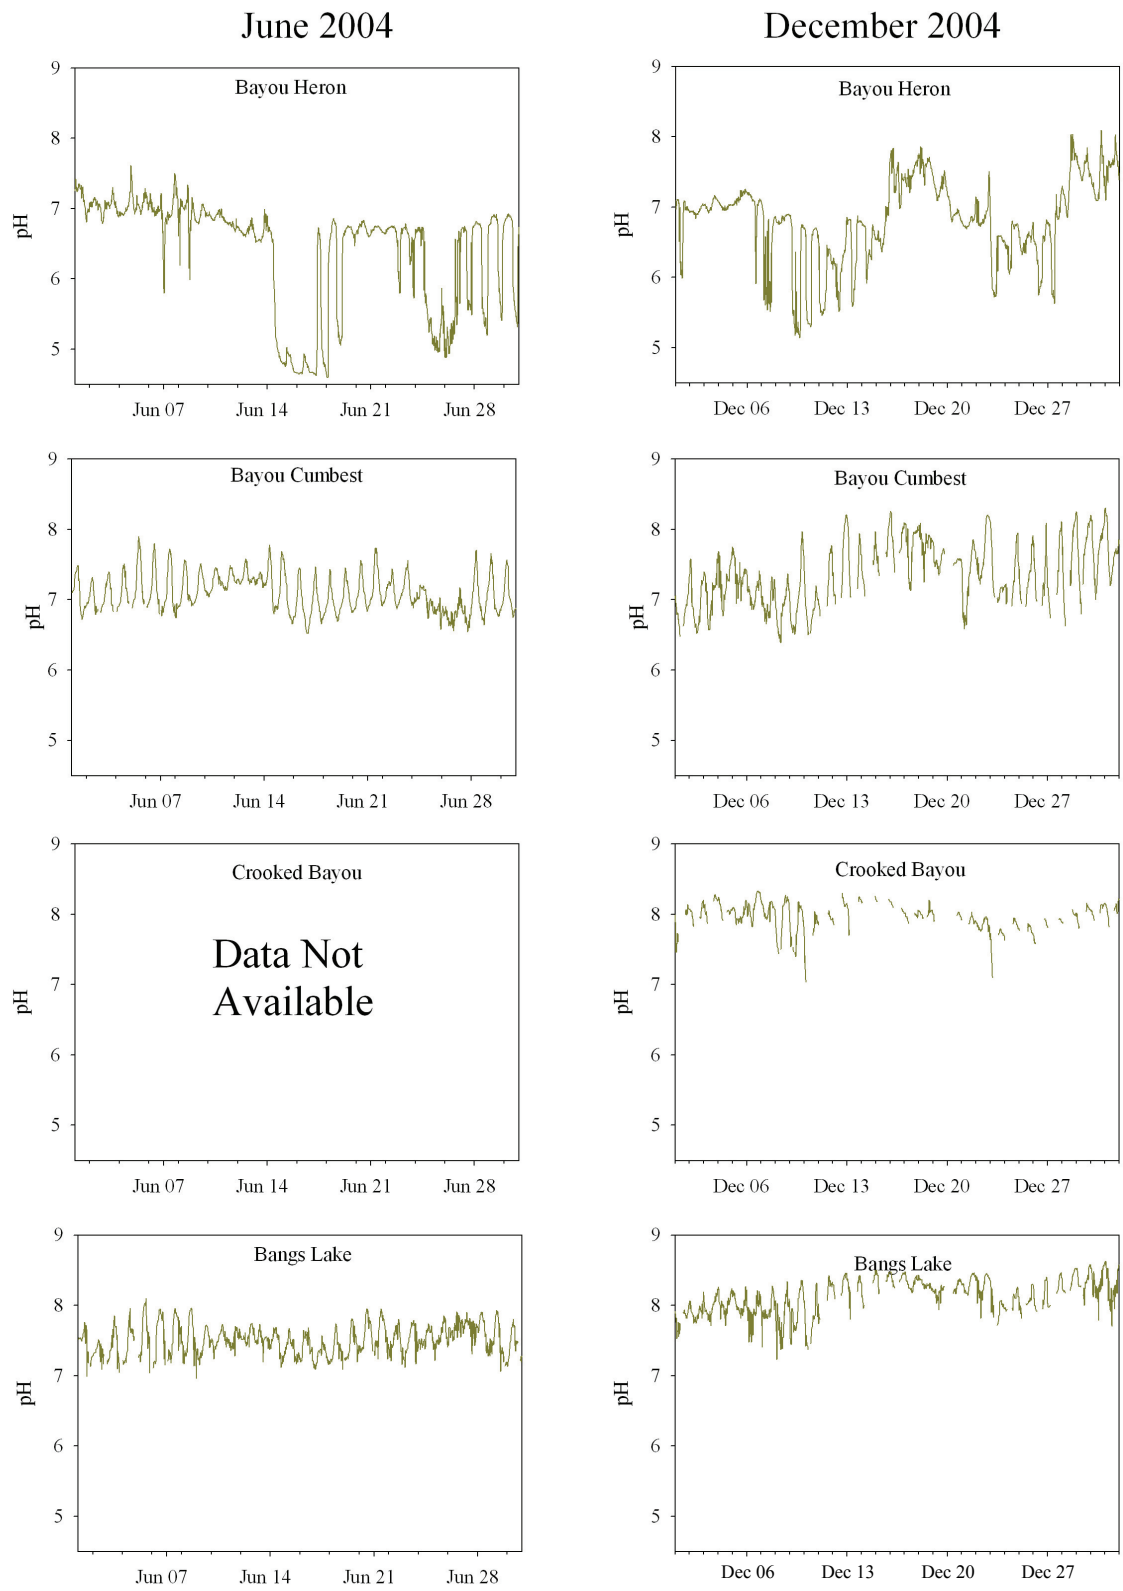 June 2004
December 2004
Bayou Heron
9
8
7
6
5
pH
Jun 07 Jun 14 Jun 21 Jun 28
Bayou Heron
9
8
7
6
5
pH
Dec 06 Dec 13 Dec 20 Dec 27
Bayou Cumbest
9
8
7
6
5
pH
Jun 07 Jun 14 Jun 21 Jun 28
Bayou Cumbest
9
8
7
6
5
pH
Dec 06 Dec 13 Dec 20 Dec 27
Crooked Bayou
Data Not
Available
9
8
7
6
5
pH
Jun 07 Jun 14 Jun 21 Jun 28
Crooked Bayou
9
8
7
6
5
pH
Dec 06 Dec 13 Dec 20 Dec 27
Bangs Lake
9
8
7
6
5
pH
Jun 07 Jun 14 Jun 21 Jun 28
Bangs Lake
9
8
7
6
5
pH
Dec 06 Dec 13 Dec 20 Dec 27